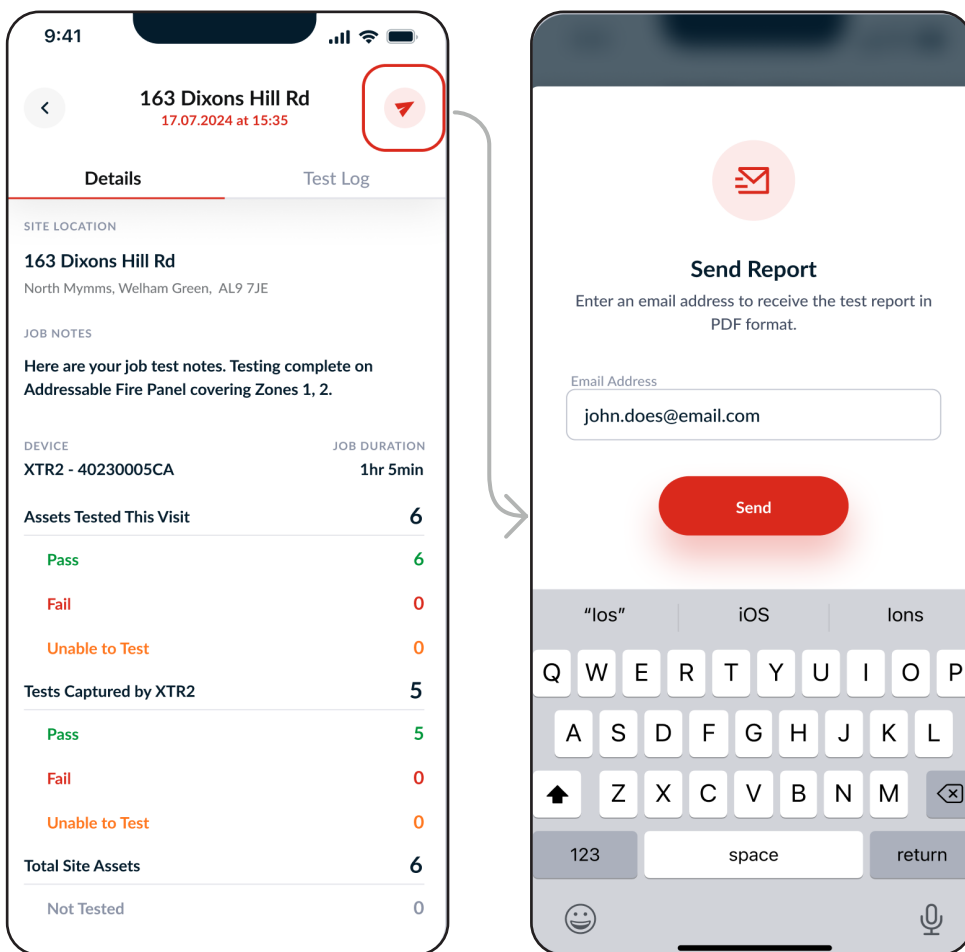 9:41
163 Dixons Hill Rd
17.07.2024 at 15:35
Details Test Log
SITE LOCATION
163 Dixons Hill Rd
North Mymms, Welham Green, AL9 7JE
JOB NOTES
Here are your job test notes. Testing complete on
Addressable Fire Panel covering Zones 1, 2.
DEVICE JOB DURATION
XTR2 - 40230005CA 1hr 5min
Assets Tested This Visit 6
Pass 6
Fail 0
Unable to Test 0
Tests Captured by XTR2 5
Pass 5
Fail 0
Unable to Test 0
Total Site Assets 6
Not Tested 0
Send Report
Enter an email address to receive the test report in
PDF format.
Email Address
john.does@email.com
Send
“Ios” iOS Ions
Q W E R T Y U I O P
A S D F G H J K L
Z X C V B N M
123 space return